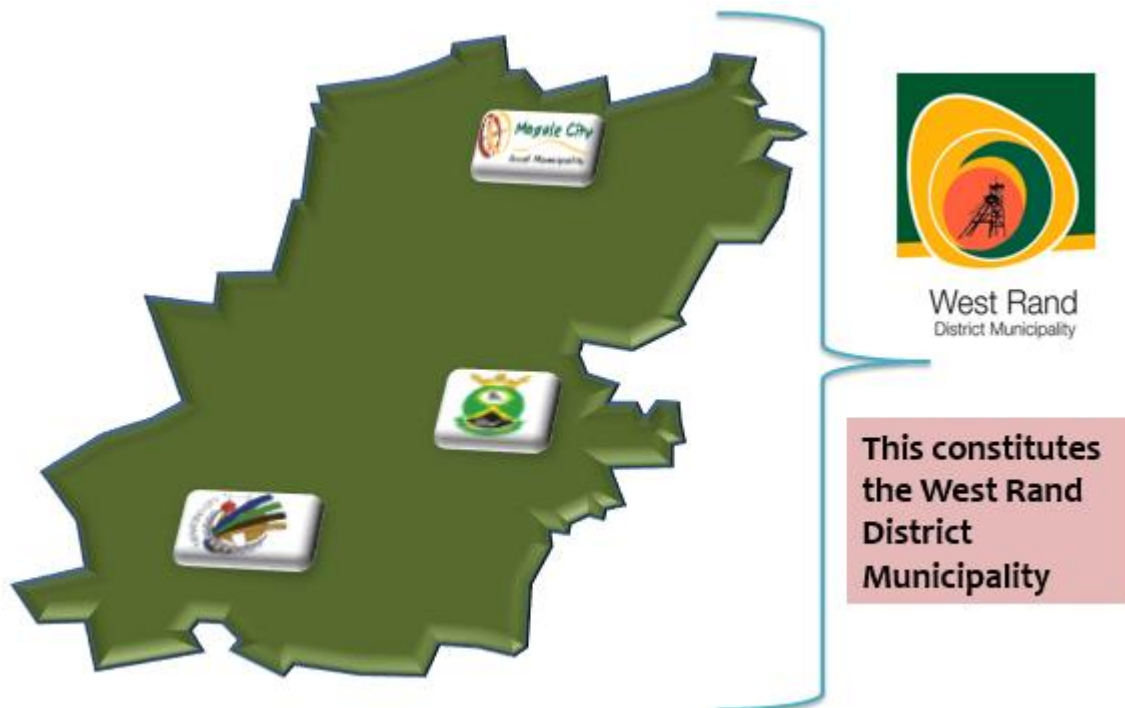 Mogale City
Local Municipality
West Rand
District Municipality
This constitutes
the West Rand
District
Municipality